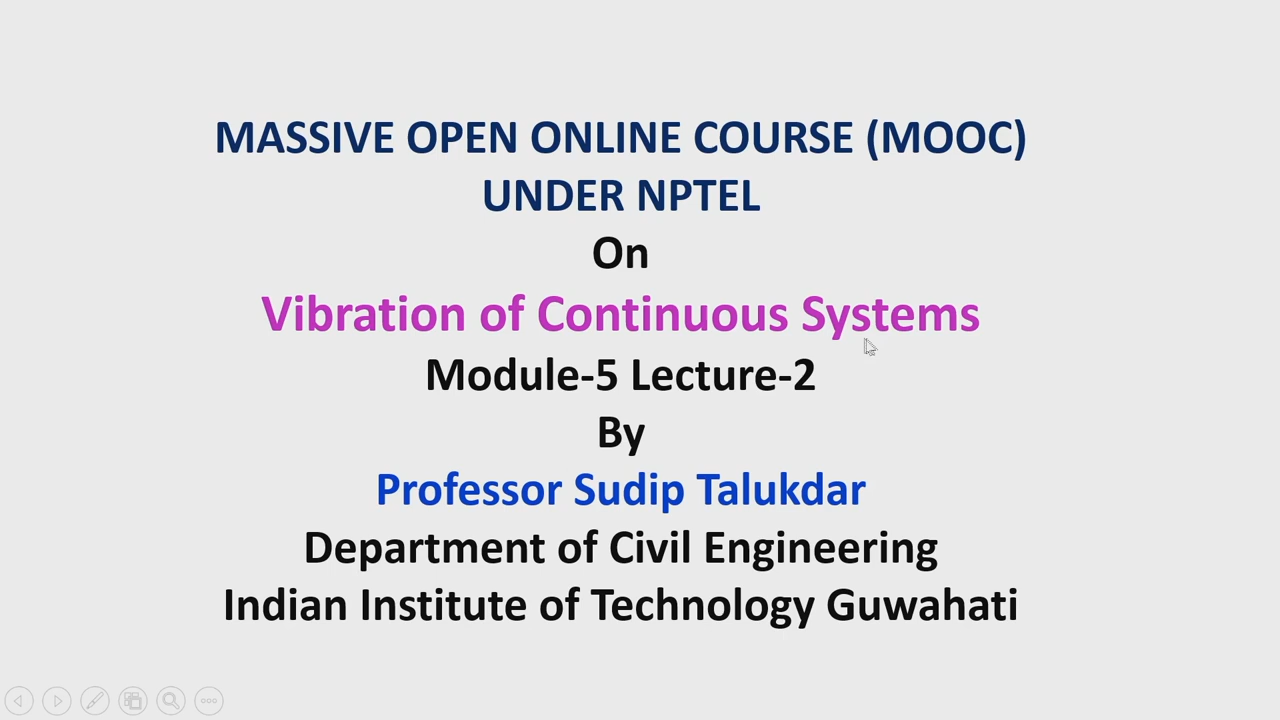 MASSIVE OPEN ONLINE COURSE (MOOC)
UNDER NPTEL
On
Vibration of Continuous Systems
Module-5 Lecture-2
By
Professor Sudip Talukdar
Department of Civil Engineering
Indian Institute of Technology Guwahati